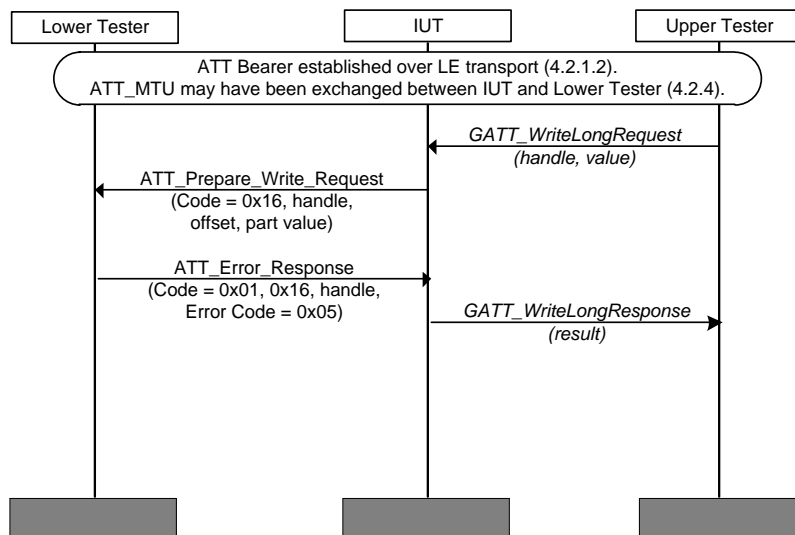 Lower Tester
IUT
Upper Tester
ATT Bearer established over LE transport (4.2.1.2).
ATT_MTU may have been exchanged between IUT and Lower Tester (4.2.4).
GATT_WriteLongRequest
(handle, value)
ATT_Prepare_Write_Request
(Code = 0x16, handle,
offset, part value)
ATT_Error_Response
(Code = 0x01, 0x16, handle,
Error Code = 0x05)
GATT_WriteLongResponse
(result)